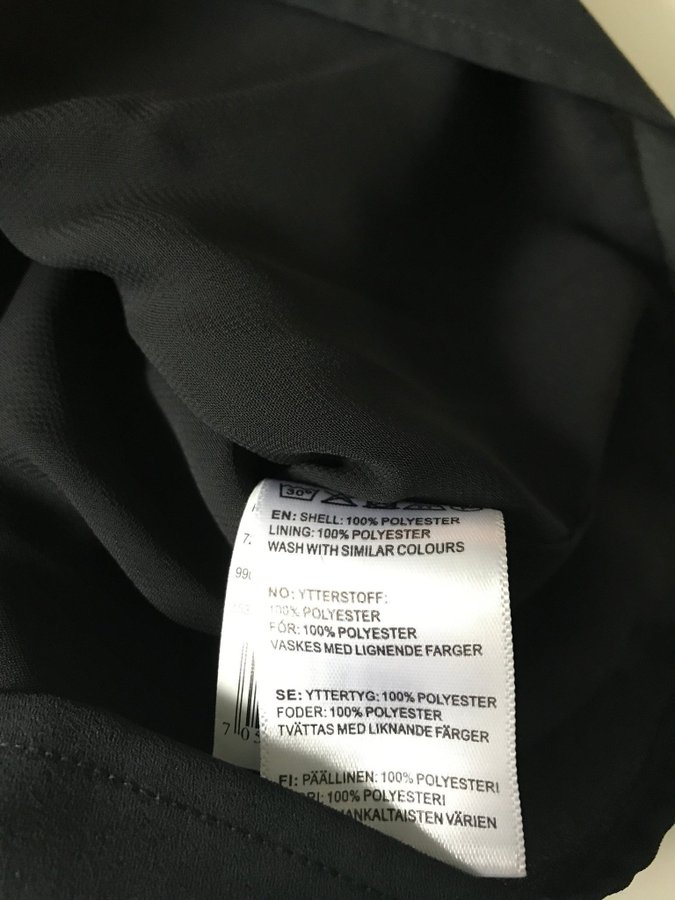 30°
EN: SHELL: 100% POLYESTER
LINING: 100% POLYESTER
WASH WITH SIMILAR COLOURS
NO: YTTERSTOFF:
100% POLYESTER
FÓR: 100% POLYESTER
VASKES MED LIGNENDE FARGER
SE: YTTERTYG: 100% POLYESTER
FODER: 100% POLYESTER
TVÄTTAS MED LIKNANDE FÄRGER
FI: PÄÄLLINEN: 100% POLYESTERI
100% POLYESTERI
VÄRIEN